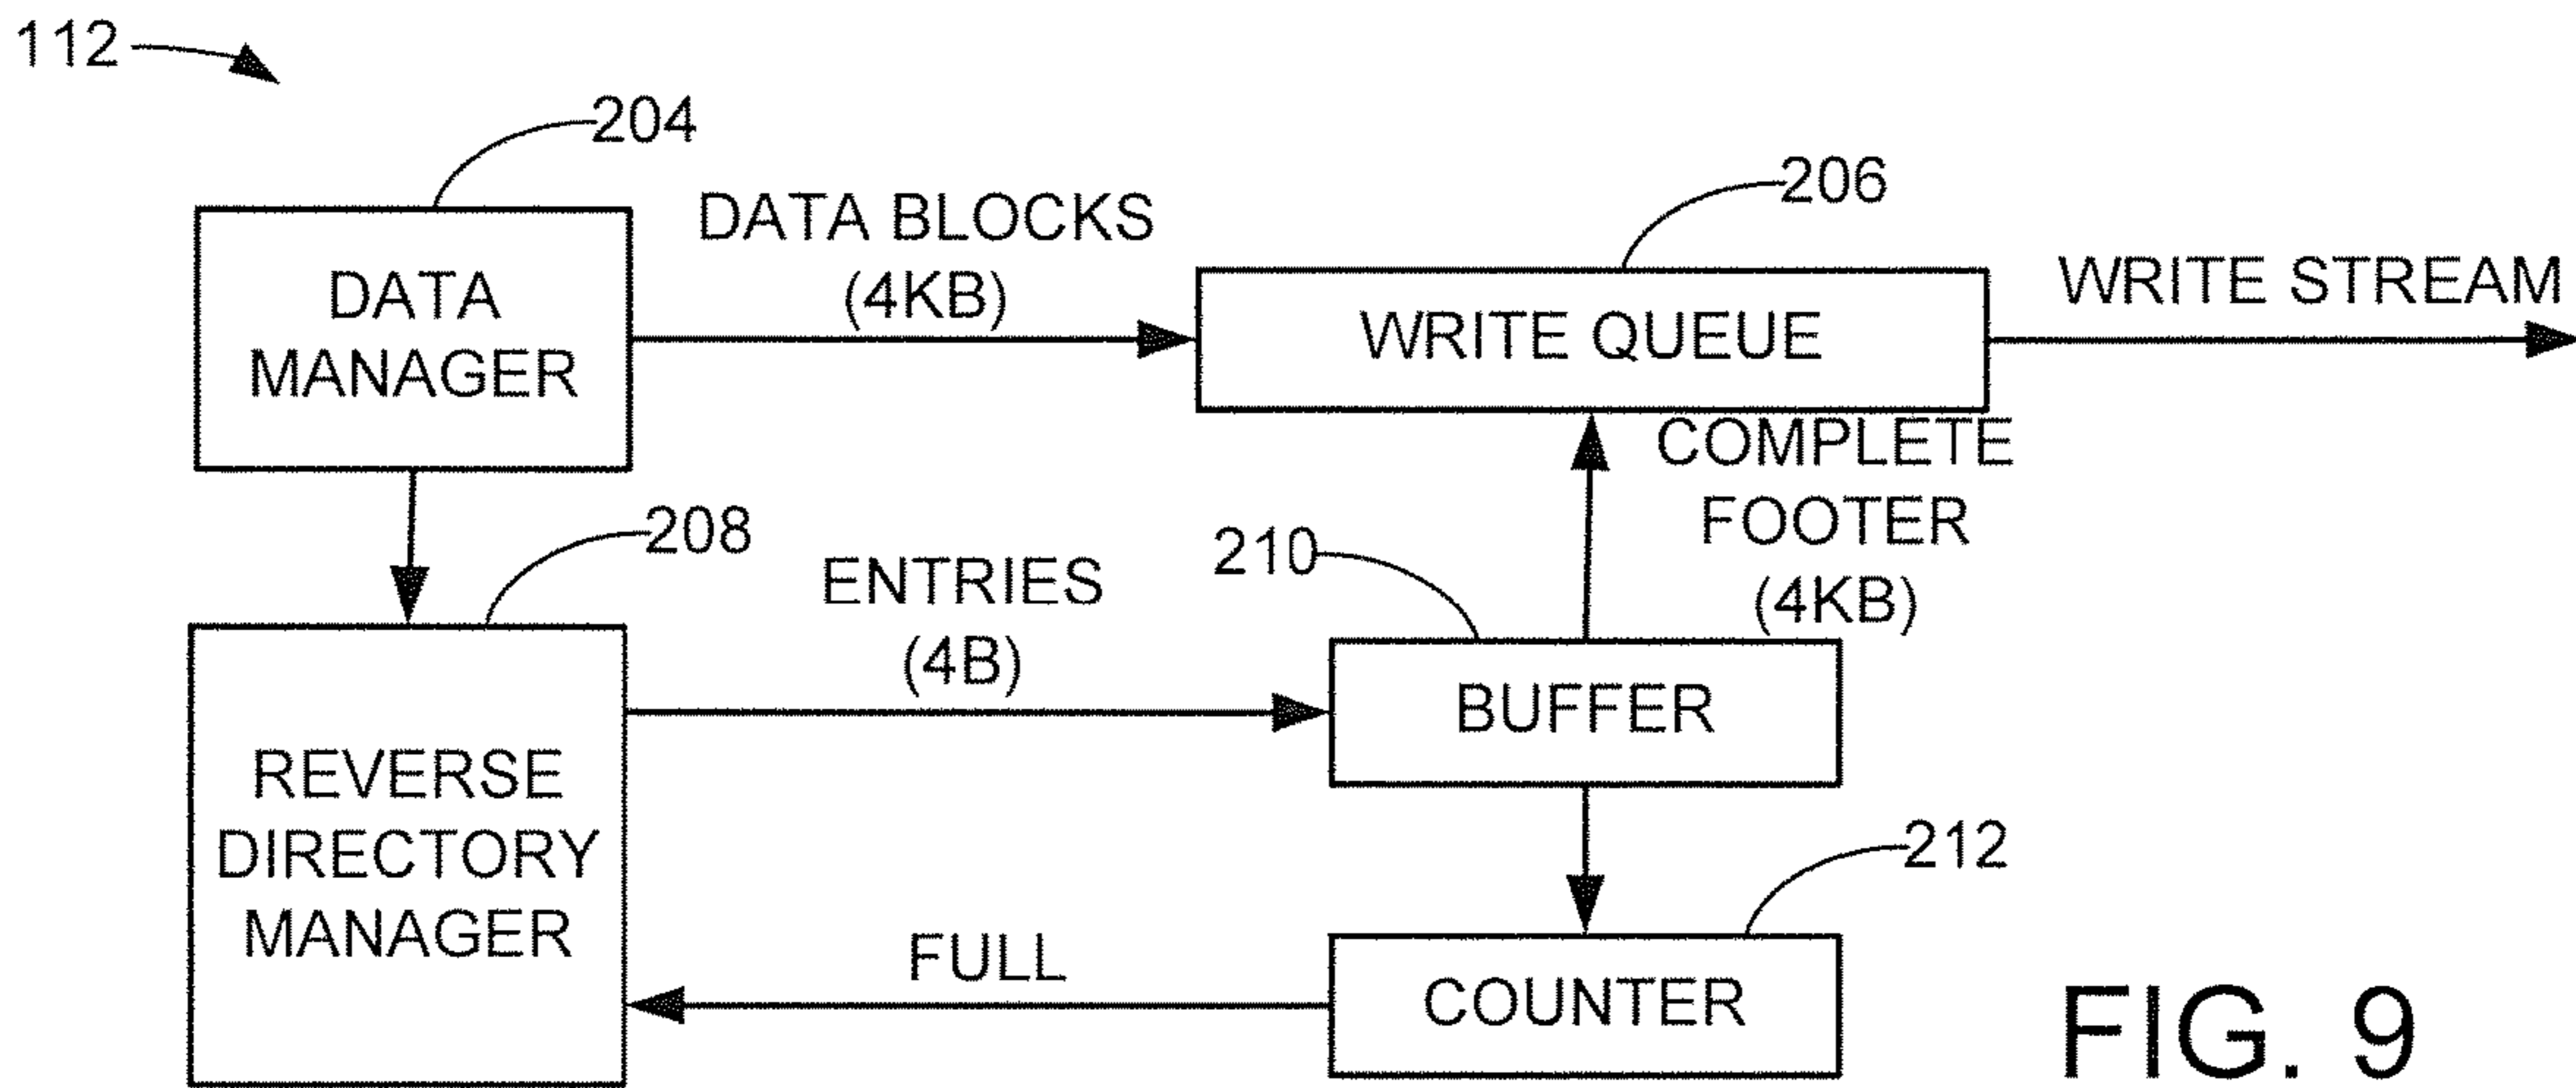 112
204
DATA
MANAGER
DATA BLOCKS
(4KB)
206
WRITE QUEUE
WRITE STREAM
COMPLETE
FOOTER
(4KB)
208
REVERSE
DIRECTORY
MANAGER
ENTRIES
(4B)
210
BUFFER
212
COUNTER
FULL
FIG. 9